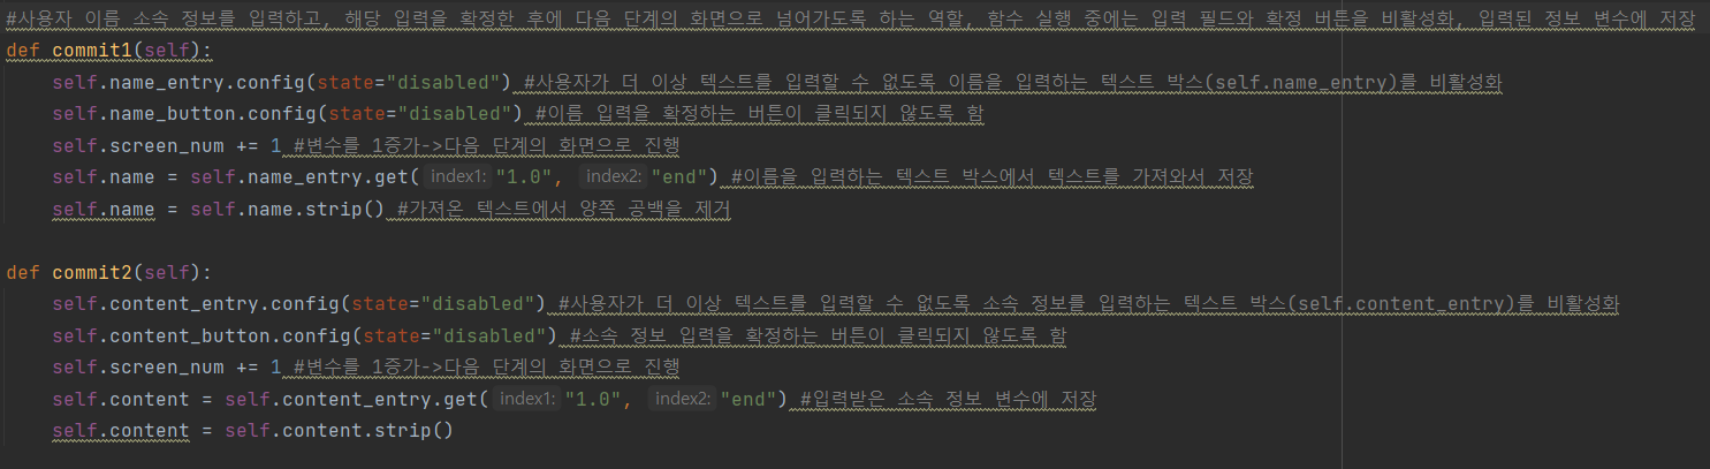 #사용자 이름 소속 정보를 입력하고, 해당 입력을 확정한 후에 다음 단계의 화면으로 넘어가도록 하는 역할, 함수 실행 중에는 입력 필드와 확정 버튼을 비활성화, 입력된 정보 변수에 저장
def commit1(self):
    self.name_entry.config(state="disabled") #사용자가 더 이상 텍스트를 입력할 수 없도록 이름을 입력하는 텍스트 박스(self.name_entry)를 비활성화
    self.name_button.config(state="disabled") #이름 입력을 확정하는 버튼이 클릭되지 않도록 함
    self.screen_num += 1 #변수를 1증가->다음 단계의 화면으로 진행
    self.name = self.name_entry.get( index1: "1.0", index2: "end") #이름을 입력하는 텍스트 박스에서 텍스트를 가져와서 저장
    self.name = self.name.strip() #가져온 텍스트에서 양쪽 공백을 제거
def commit2(self):
    self.content_entry.config(state="disabled") #사용자가 더 이상 텍스트를 입력할 수 없도록 소속 정보를 입력하는 텍스트 박스(self.content_entry)를 비활성화
    self.content_button.config(state="disabled") #소속 정보 입력을 확정하는 버튼이 클릭되지 않도록 함
    self.screen_num += 1 #변수를 1증가->다음 단계의 화면으로 진행
    self.content = self.content_entry.get( index1: "1.0", index2: "end") #입력받은 소속 정보 변수에 저장
    self.content = self.content.strip()